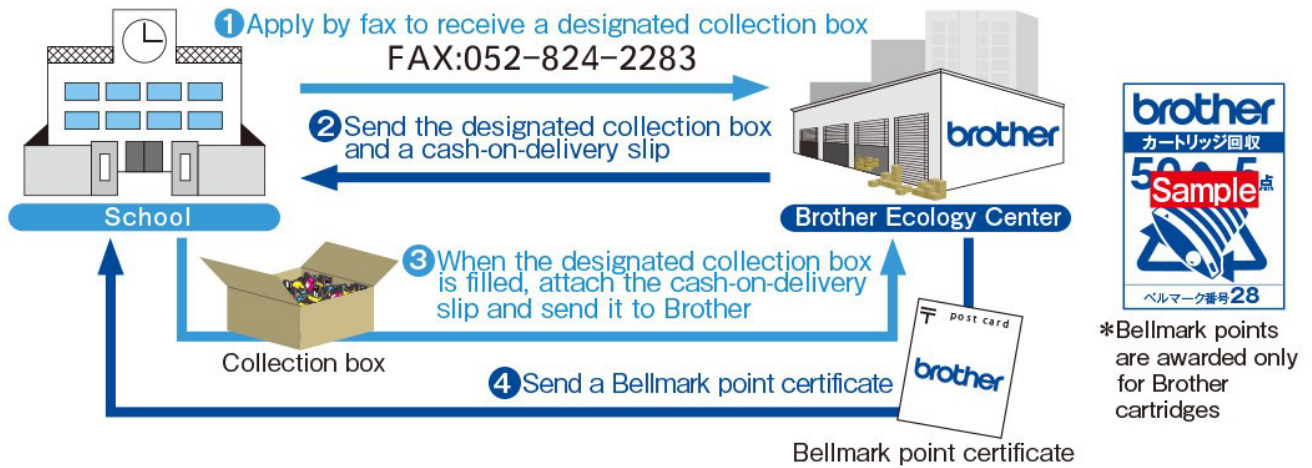 1 Apply by fax to receive a designated collection box
FAX:052-824-2283
2 Send the designated collection box
and a cash-on-delivery slip
brother
School
Brother Ecology Center
3 When the designated collection box
is filled, attach the cash-on-delivery
slip and send it to Brother
Collection box
4 Send a Bellmark point certificate
〒 post card
brother
Bellmark point certificate
brother
カートリッジ回収
Sample
点
ベルマーク番号28
*Bellmark points
are awarded only
for Brother
cartridges